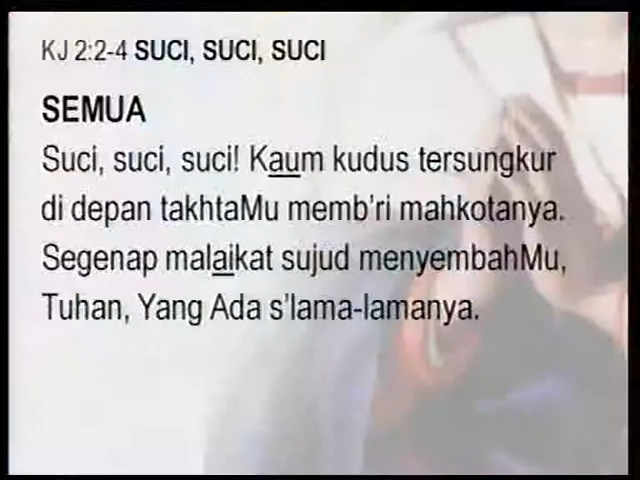 KJ 2:2-4 SUCI, SUCI, SUCI
SEMUA
Suci, suci, suci! Kaum kudus tersungkur
di depan takhtaMu memb'ri mahkotanya.
Segenap malaikat sujud menyembahMu,
Tuhan, Yang Ada s'lama-lamanya.